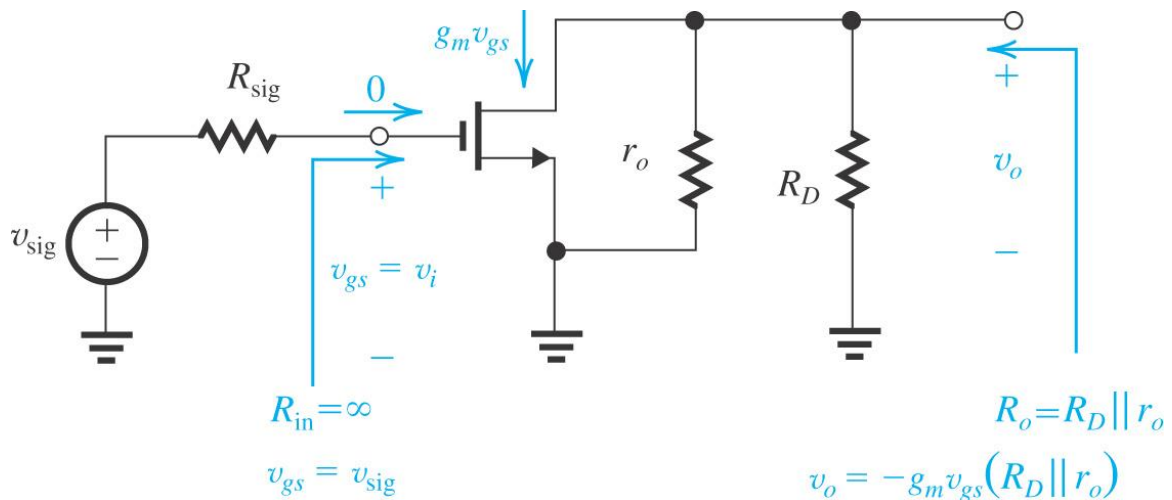 g_m v_gs
R_sig
0
+
r_o
R_D
+
v_o
−
v_sig
+
−
v_gs = v_i
−
R_in = ∞
R_o = R_D || r_o
v_gs = v_sig
v_o = −g_m v_gs (R_D || r_o)